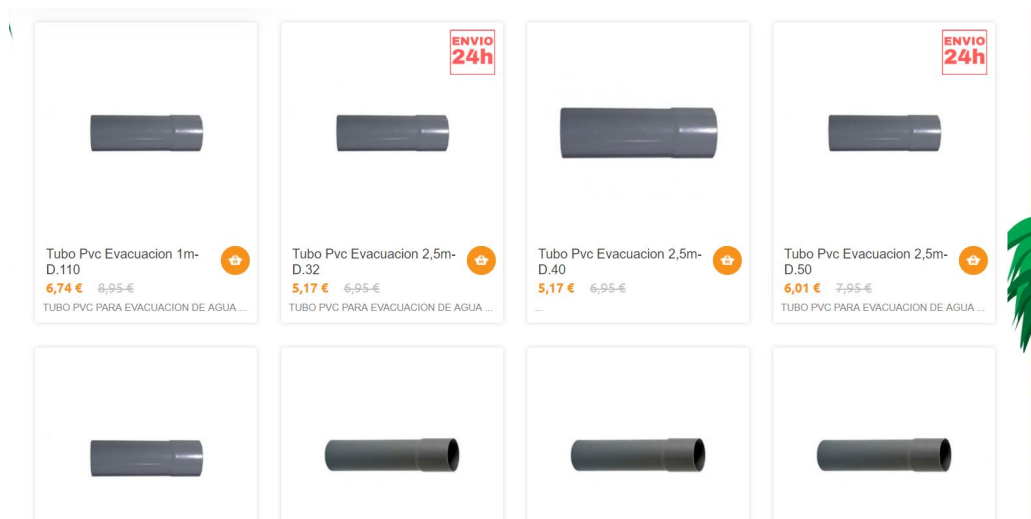 ENVIO
24h
ENVIO
24h
Tubo Pvc Evacuacion 1m-
D.110
6,74 € 8,95 €
TUBO PVC PARA EVACUACION DE AGUA ...
Tubo Pvc Evacuacion 2,5m-
D.32
5,17 € 6,95 €
TUBO PVC PARA EVACUACION DE AGUA ...
Tubo Pvc Evacuacion 2,5m-
D.40
5,17 € 6,95 €
...
Tubo Pvc Evacuacion 2,5m-
D.50
6,01 € 7,95 €
TUBO PVC PARA EVACUACION DE AGUA ...